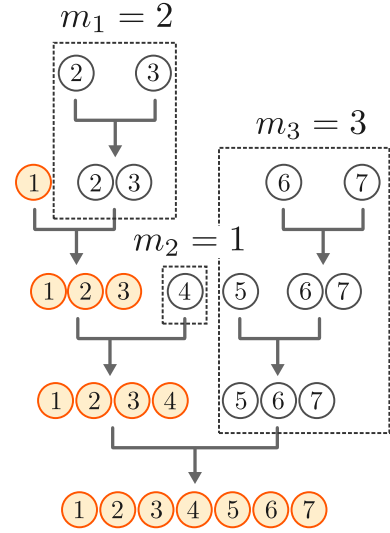 m₁ = 2
2 3
m₃ = 3
1 2 3 6 7
m₂ = 1
1 2 3 4 5 6 7
1 2 3 4 5 6 7
1 2 3 4 5 6 7